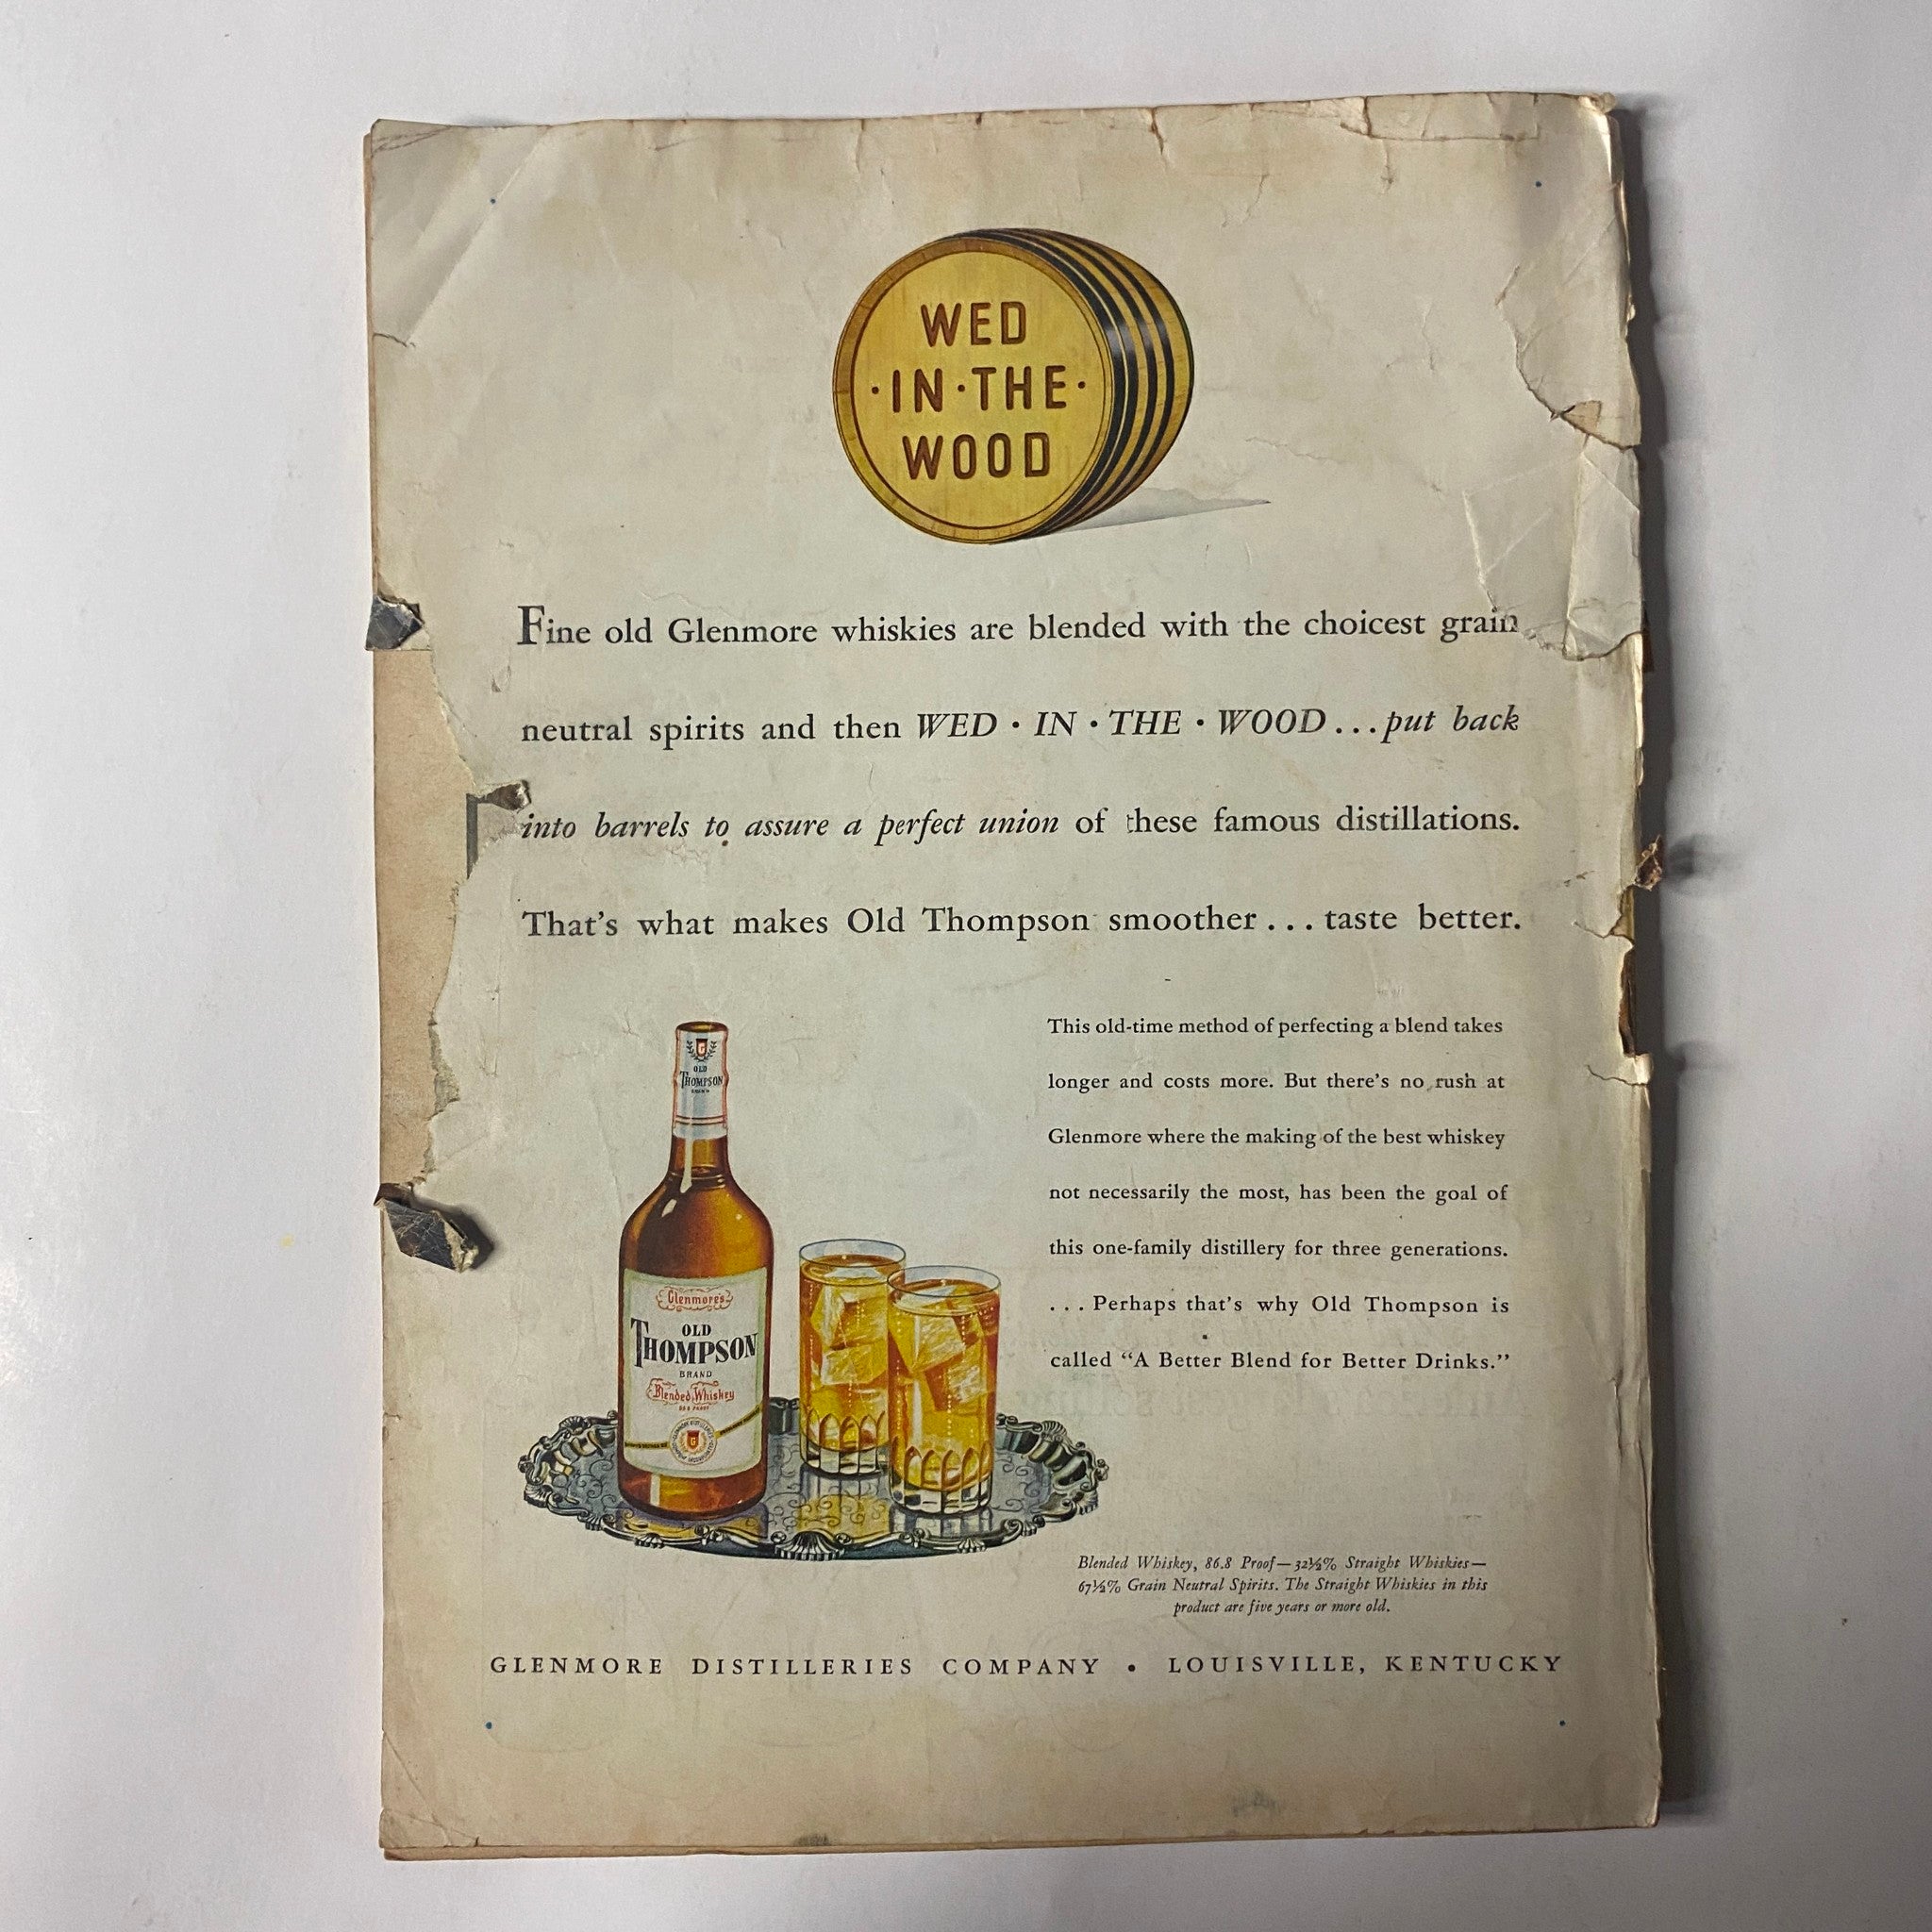 WED
·IN·THE·
WOOD
Fine old Glenmore whiskies are blended with the choicest grain
neutral spirits and then WED · IN · THE · WOOD...put back
into barrels to assure a perfect union of these famous distillations.
That's what makes Old Thompson smoother... taste better.
This old-time method of perfecting a blend takes
longer and costs more. But there's no rush at
Glenmore where the making of the best whiskey
not necessarily the most, has been the goal of
this one-family distillery for three generations.
...Perhaps that's why Old Thompson is
called “A Better Blend for Better Drinks.”
G
OLD
THOMPSON
BRAND
Glenmore's
OLD
THOMPSON
BRAND
Blended Whiskey
G
Blended Whiskey, 86.8 Proof—32½% Straight Whiskies—
67½% Grain Neutral Spirits. The Straight Whiskies in this
product are five years or more old.
GLENMORE DISTILLERIES COMPANY • LOUISVILLE, KENTUCKY